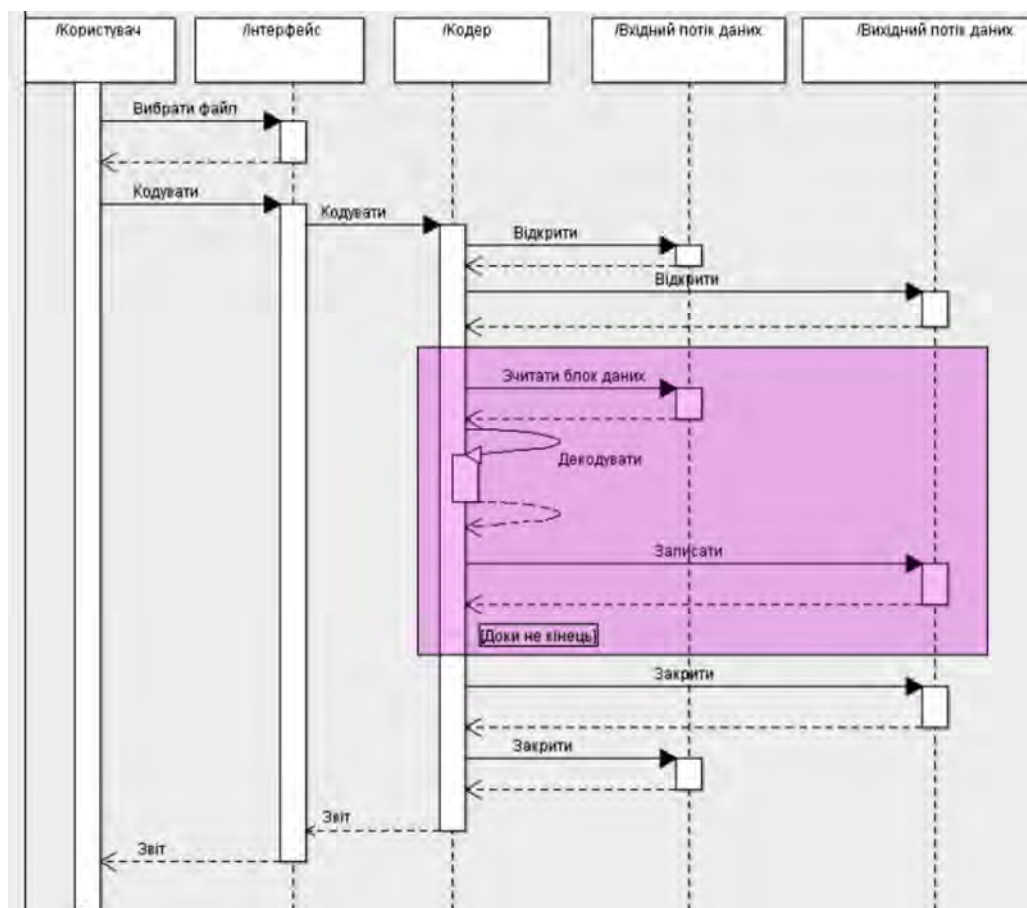 /Користувач
/Інтерфейс
/Кодер
/Вхідний потік даних
/Вихідний потік даних
Вибрати файл
Кодувати
Кодувати
Відкрити
Відкрити
Зчитати блок даних
Декодувати
Записати
[Доки не кінець]
Закрити
Закрити
Звіт
Звіт